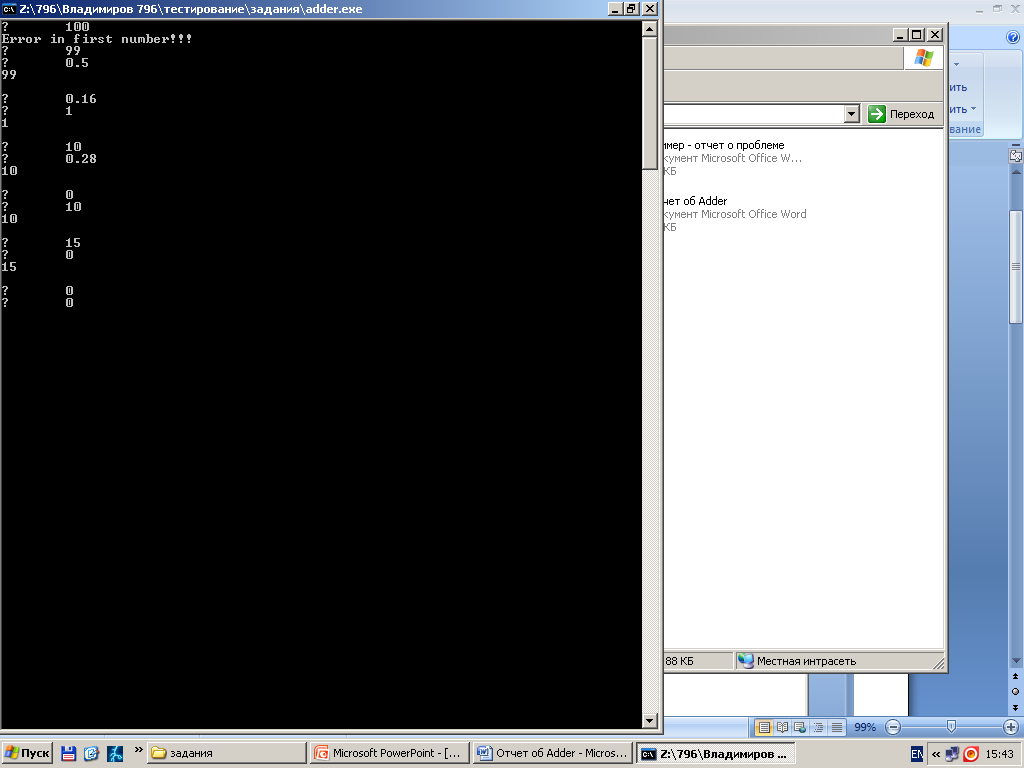 Z:\796\Владимиров 796\тестирование\задания\adder.exe
? 100
Error in first number!!!
? 99
? 0.5
99
? 0.16
? 1
1
? 10
? 0.28
10
? 0
? 10
10
? 15
? 0
15
? 0
? 0
Переход
мер - отчет о проблеме
кумент Microsoft Office W...
КБ
чет об Adder
кумент Microsoft Office Word
КБ
88 КБ
Местная интрасеть
ить
ить
вание
99%
Пуск
»
задания
Microsoft PowerPoint - [...
Отчет об Adder - Micros...
Z:\796\Владимиров ...
EN
«
15:43